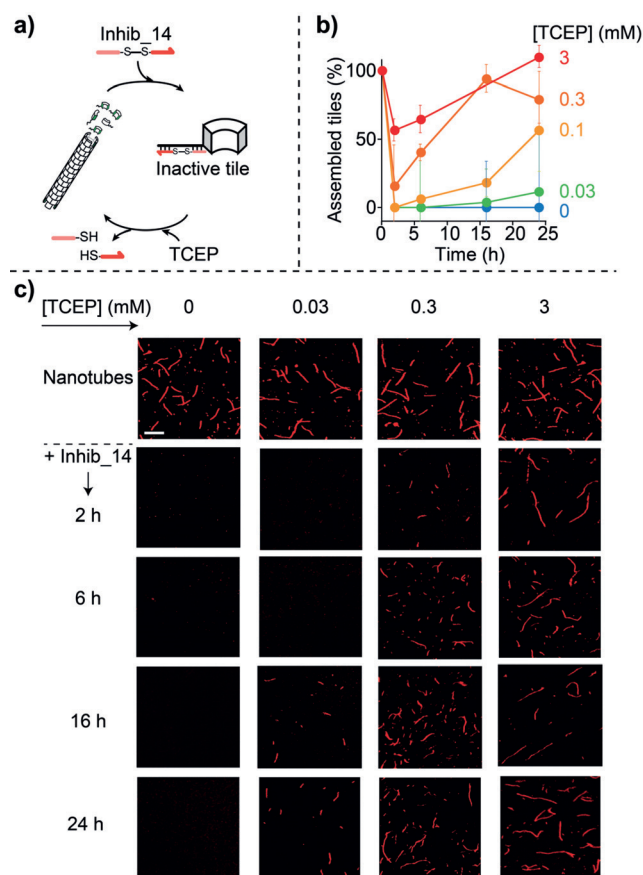 a)
Inhib_14
S–S
S–S
Inactive tile
SH
HS
TCEP
b)
[TCEP] (mM)
Assembled tiles (%)
100
50
0
0 5 10 15 20 25
Time (h)
3
0.3
0.1
0.03
0
c)
[TCEP] (mM) 0 0.03 0.3 3
Nanotubes
+ Inhib_14
2 h
6 h
16 h
24 h